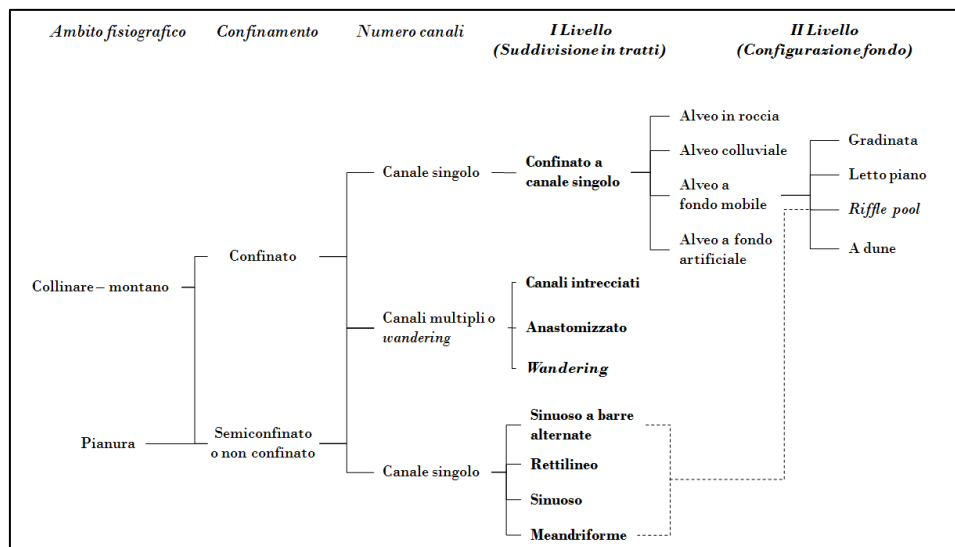 Ambito fisiografico
Confinamento
Numero canali
I Livello
(Suddivisione in tratti)
II Livello
(Configurazione fondo)
Collinare – montano
Pianura
Confinato
Semiconfinato
o non confinato
Canale singolo
Canali multipli o
wandering
Canale singolo
Confinato a
canale singolo
Canali intrecciati
Anastomizzato
Wandering
Sinuoso a barre
alternate
Rettilineo
Sinuoso
Meandriforme
Alveo in roccia
Alveo colluviale
Alveo a
fondo mobile
Alveo a fondo
artificiale
Gradinata
Letto piano
Riffle pool
A dune